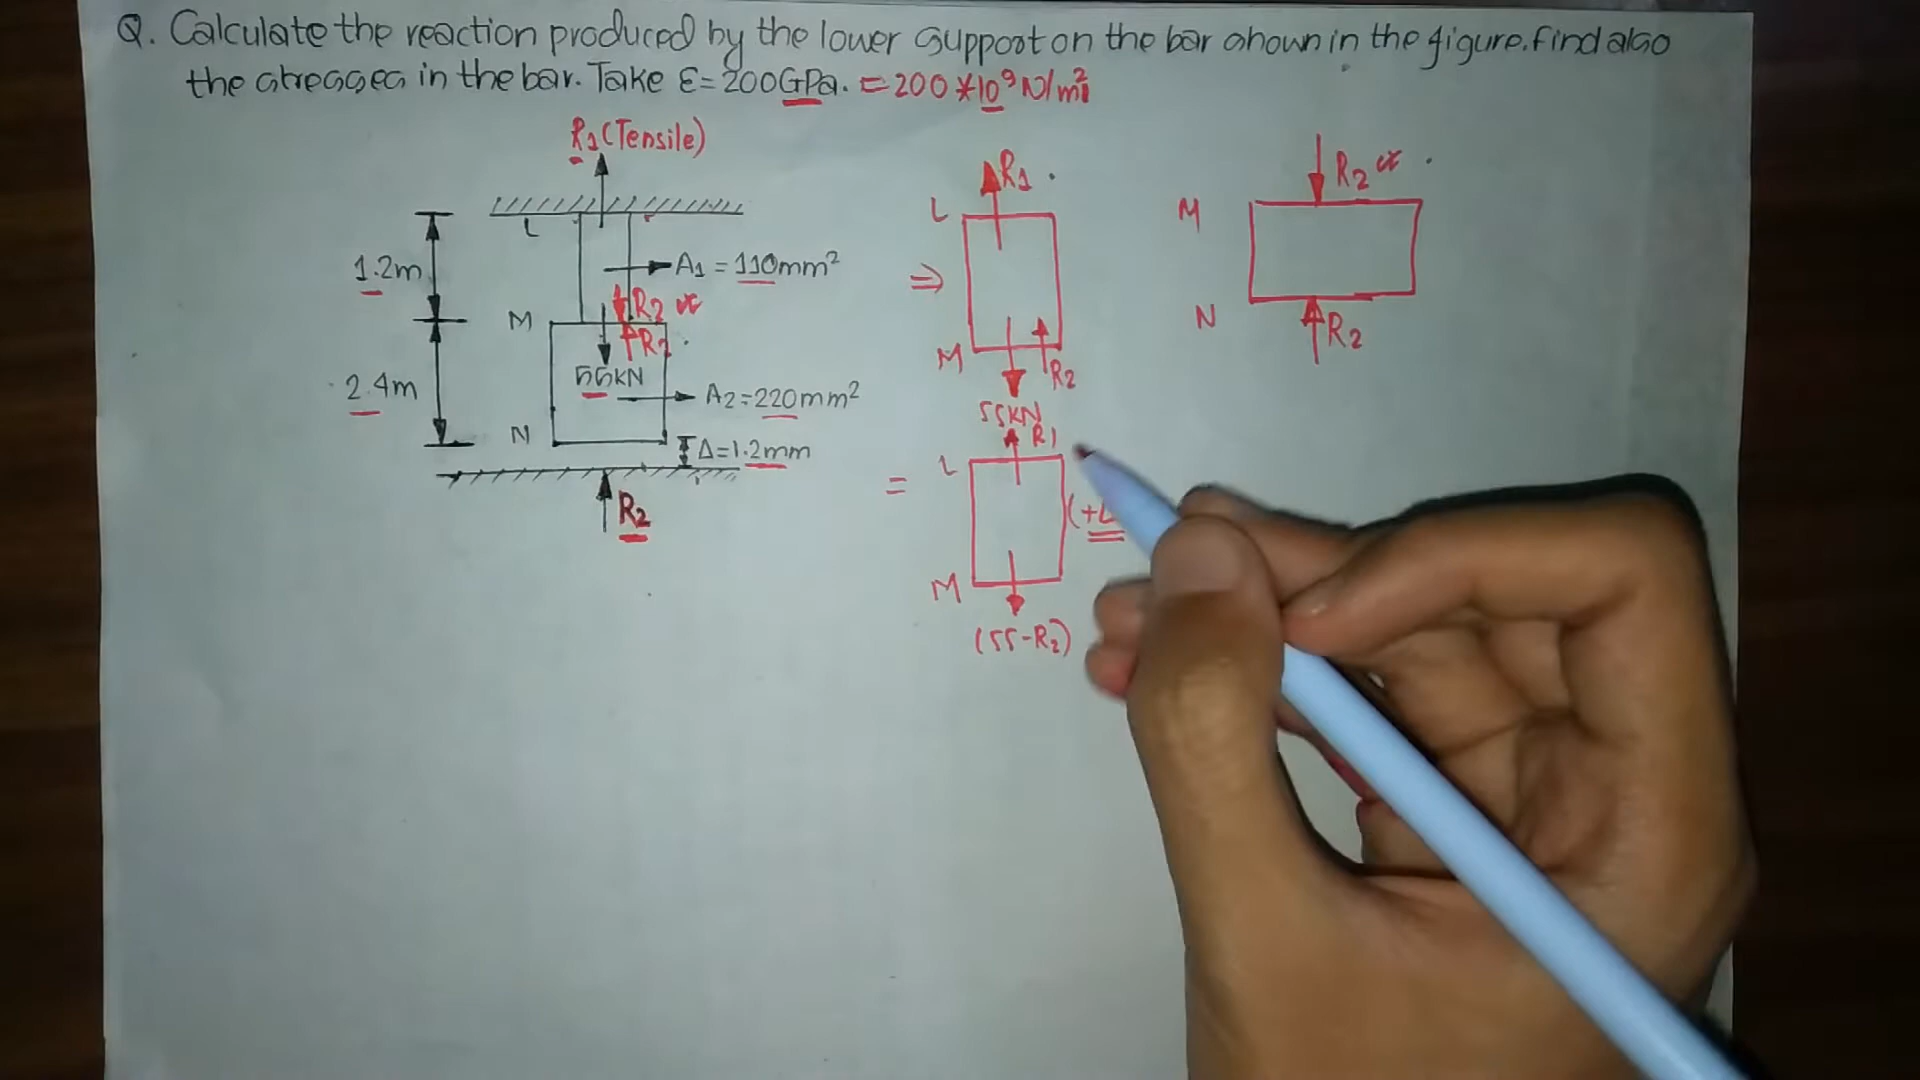 Q. Calculate the reaction produced by the lower support on the bar shown in the figure. find also
the stresses in the bar. Take E = 200GPa. = 200 * 10⁹ N/m²
R1 (Tensile)
L
1.2m
A1 = 110mm²
R2
M
R2
55kN
2.4m
A2 = 220mm²
N
Δ=1.2mm
R2
⇒
R1
L
M
R2
55KN
=
R1
L
M
(55-R2)
R2
M
N
R2